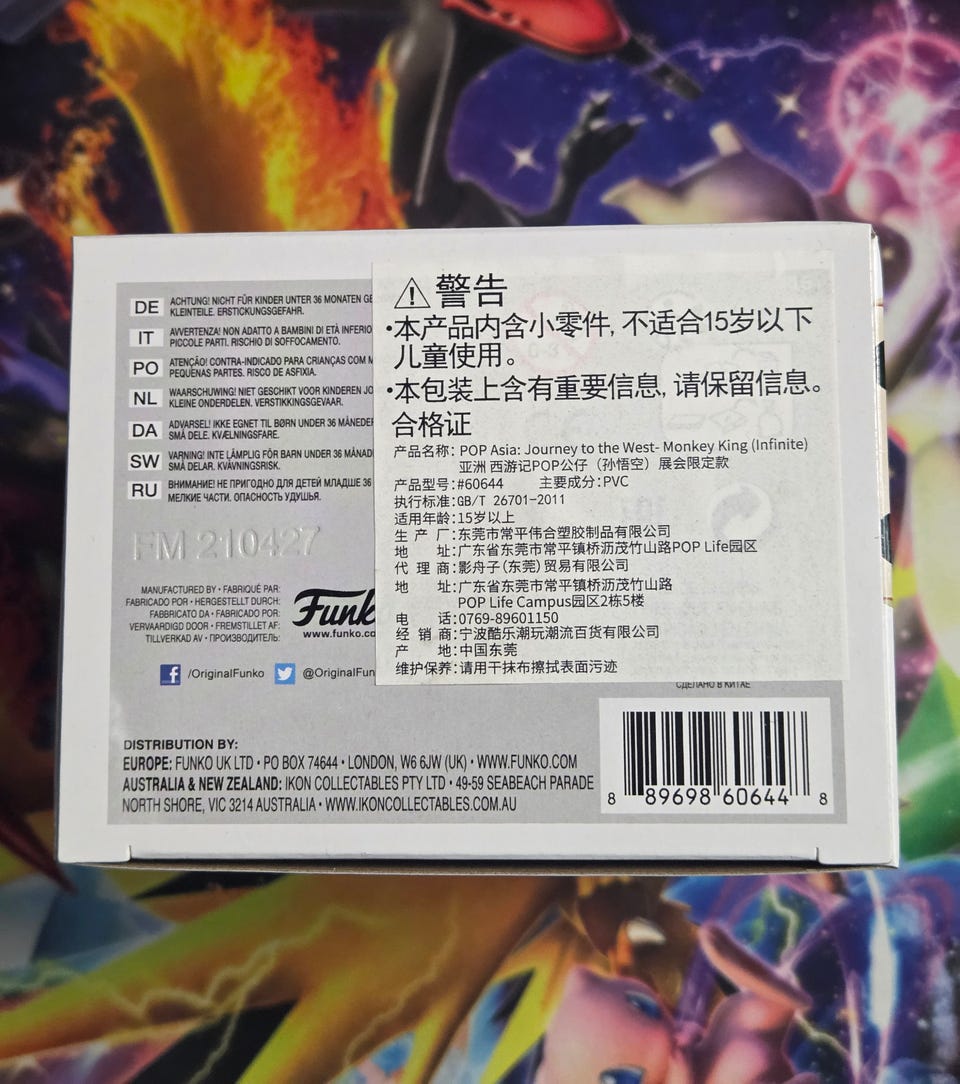 DE ACHTUNG! NICHT FÜR KINDER UNTER 36 MONATEN GE
KLEINTEILE. ERSTICKUNGSGEFAHR.
IT AVVERTENZA! NON ADATTO A BAMBINI DI ETÀ INFERIO
PICCOLE PARTI. RISCHIO DI SOFFOCAMENTO.
PO ATENÇÃO! CONTRA-INDICADO PARA CRIANÇAS COM M
PEQUENAS PARTES. RISCO DE ASFIXIA.
NL WAARSCHUWING! NIET GESCHIKT VOOR KINDEREN JO
KLEINE ONDERDELEN. VERSTIKKINGSGEVAAR.
DA ADVARSEL! IKKE EGNET TIL BØRN UNDER 36 MÅNEDER
SMÅ DELE. KVÆLNINGSFARE.
SW VARNING! INTE LÄMPLIG FÖR BARN UNDER 36 MÅNAD
SMÅ DELAR. KVÄVNINGSRISK.
RU ВНИМАНИЕ! НЕ ПРИГОДНО ДЛЯ ДЕТЕЙ МЛАДШЕ 36
МЕЛКИЕ ЧАСТИ. ОПАСНОСТЬ УДУШЬЯ.
FM 210427
MANUFACTURED BY • FABRIQUÉ PAR:
FABRICADO POR • HERGESTELLT DURCH:
FABBRICATO DA • FABRICADO POR:
VERVAARDIGD DOOR • FREMSTILLET AF:
TILLVERKAD AV • ПРОИЗВОДИТЕЛЬ:
Funk
www.funko.co
/OriginalFunko @OriginalFun
⚠警告
•本产品内含小零件, 不适合15岁以下
儿童使用。
•本包装上含有重要信息, 请保留信息。
合格证
产品名称: POP Asia: Journey to the West- Monkey King (Infinite)
亚洲 西游记POP公仔（孙悟空）展会限定款
产品型号:#60644 主要成分:PVC
执行标准:GB/T 26701-2011
适用年龄:15岁以上
生产厂:东莞市常平伟合塑胶制品有限公司
地址:广东省东莞市常平镇桥沥茂竹山路POP Life园区
代理商:影舟子(东莞)贸易有限公司
地址:广东省东莞市常平镇桥沥茂竹山路
POP Life Campus园区2栋5楼
电话:0769-89601150
经销商:宁波酷乐潮玩潮流百货有限公司
产地:中国东莞
维护保养:请用干抹布擦拭表面污迹
СДЕЛАНО В КИТАЕ
DISTRIBUTION BY:
EUROPE: FUNKO UK LTD • PO BOX 74644 • LONDON, W6 6JW (UK) • WWW.FUNKO.COM
AUSTRALIA & NEW ZEALAND: IKON COLLECTABLES PTY LTD • 49-59 SEABEACH PARADE
NORTH SHORE, VIC 3214 AUSTRALIA • WWW.IKONCOLLECTABLES.COM.AU
8 89698 60644 8